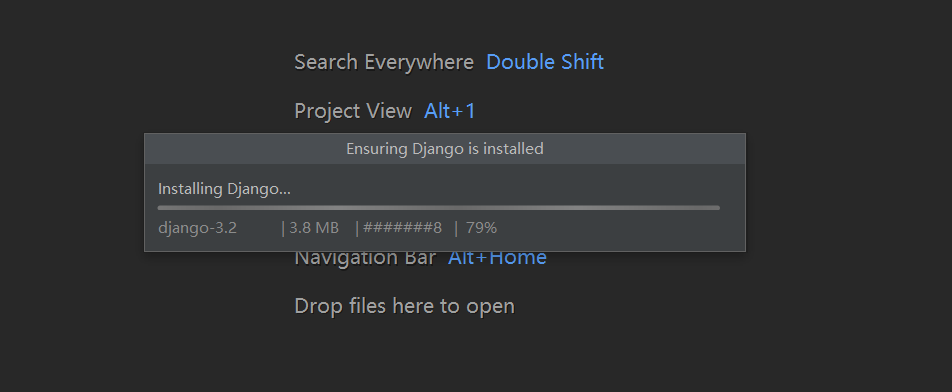 Search Everywhere Double Shift
Project View Alt+1
Ensuring Django is installed
Installing Django...
django-3.2 | 3.8 MB | #######8 | 79%
Navigation Bar Alt+Home
Drop files here to open